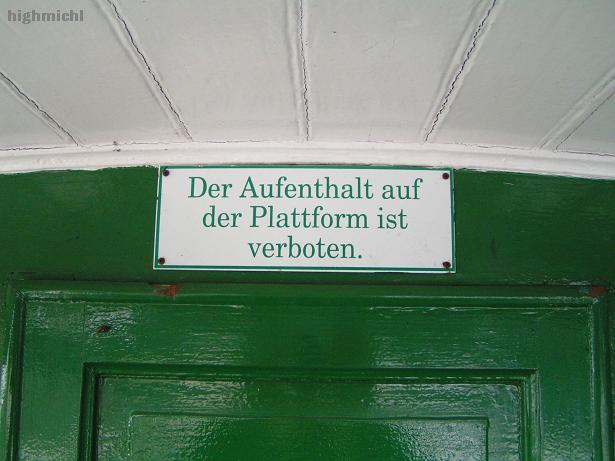 highmichl
Der Aufenthalt auf
der Plattform ist
verboten.